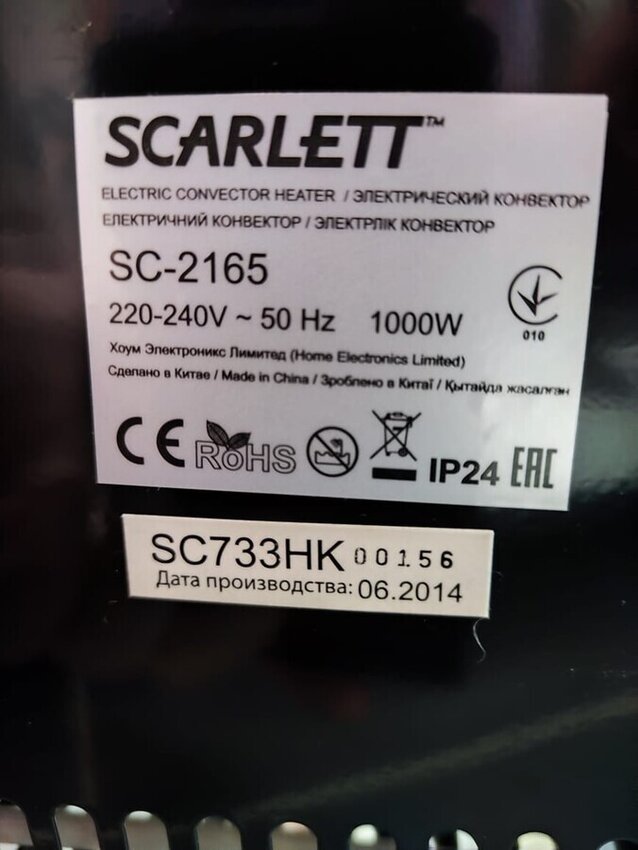 SCARLETT™
ELECTRIC CONVECTOR HEATER / ЭЛЕКТРИЧЕСКИЙ КОНВЕКТОР
ЕЛЕКТРИЧНИЙ КОНВЕКТОР / ЭЛЕКТРЛІК КОНВЕКТОР
SC-2165
220-240V ~ 50 Hz 1000W
010
Хоум Электроникс Лимитед (Home Electronics Limited)
Сделано в Китае / Made in China / Зроблено в Китаї / Қытайда жасалған
CE RoHS IP24 EAC
SC733HK 00156
Дата производства: 06.2014